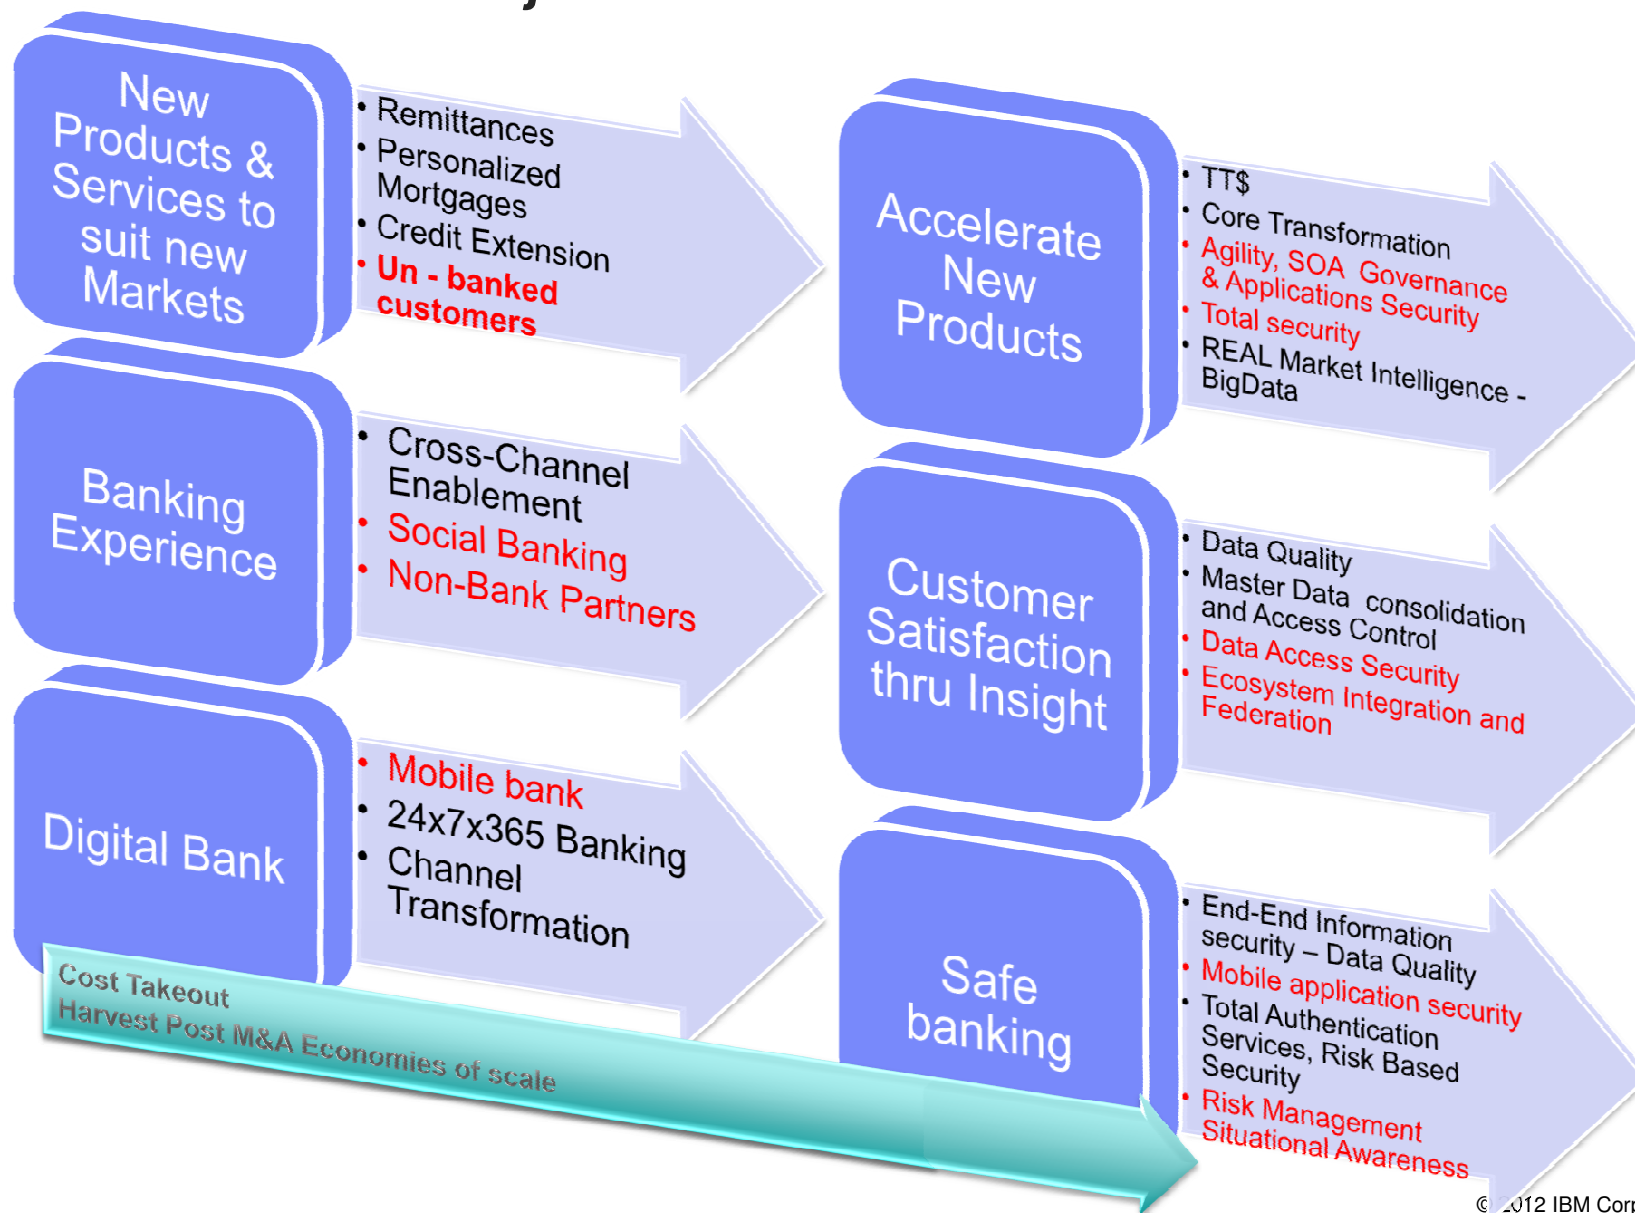 New
Products &
Services to
suit new
Markets
• Remittances
• Personalized
Mortgages
• Credit Extension
• Un - banked
customers
Banking
Experience
• Cross-Channel
Enablement
• Social Banking
• Non-Bank Partners
Digital Bank
• Mobile bank
• 24x7x365 Banking
• Channel
Transformation
Accelerate
New
Products
• TT$
• Core Transformation
• Agility, SOA Governance
& Applications Security
• Total security
• REAL Market Intelligence -
BigData
Customer
Satisfaction
thru Insight
• Data Quality
• Master Data consolidation
and Access Control
• Data Access Security
• Ecosystem Integration and
Federation
Safe
banking
• End-End Information
security – Data Quality
• Mobile application security
• Total Authentication
Services, Risk Based
Security
• Risk Management
Situational Awareness
Cost Takeout
Harvest Post M&A Economies of scale
© 2012 IBM Corp